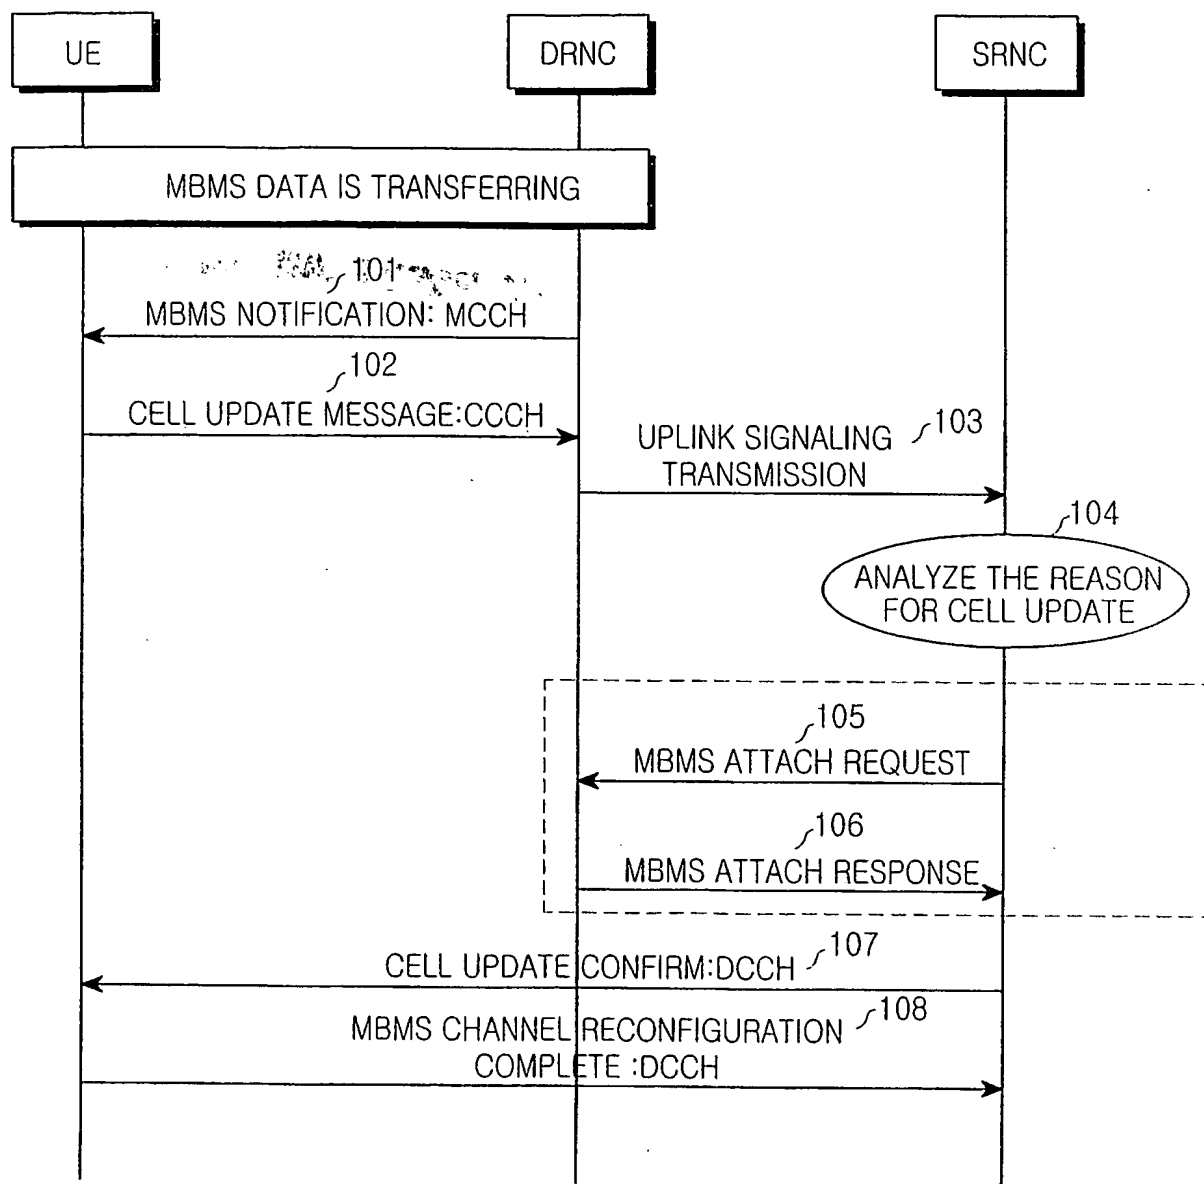 UE
DRNC
SRNC
MBMS DATA IS TRANSFERRING
101
MBMS NOTIFICATION: MCCH
102
CELL UPDATE MESSAGE:CCCH
103
UPLINK SIGNALING
TRANSMISSION
104
ANALYZE THE REASON
FOR CELL UPDATE
105
MBMS ATTACH REQUEST
106
MBMS ATTACH RESPONSE
107
CELL UPDATE CONFIRM:DCCH
108
MBMS CHANNEL RECONFIGURATION
COMPLETE :DCCH